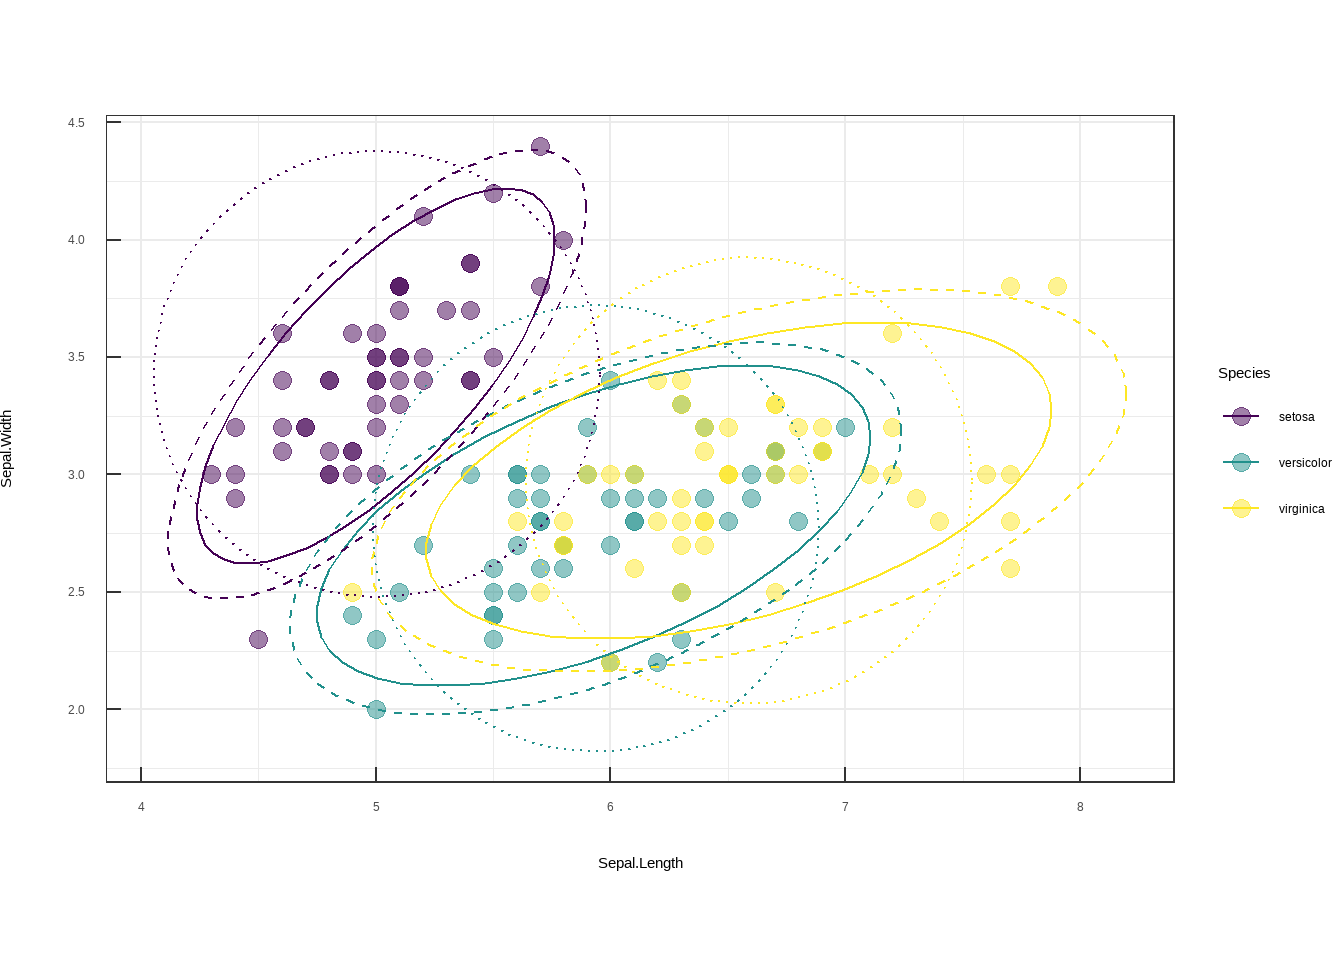 4.5
4.0
3.5
3.0
2.5
2.0
Sepal.Width
4 5 6 7 8
Sepal.Length
Species
setosa
versicolor
virginica